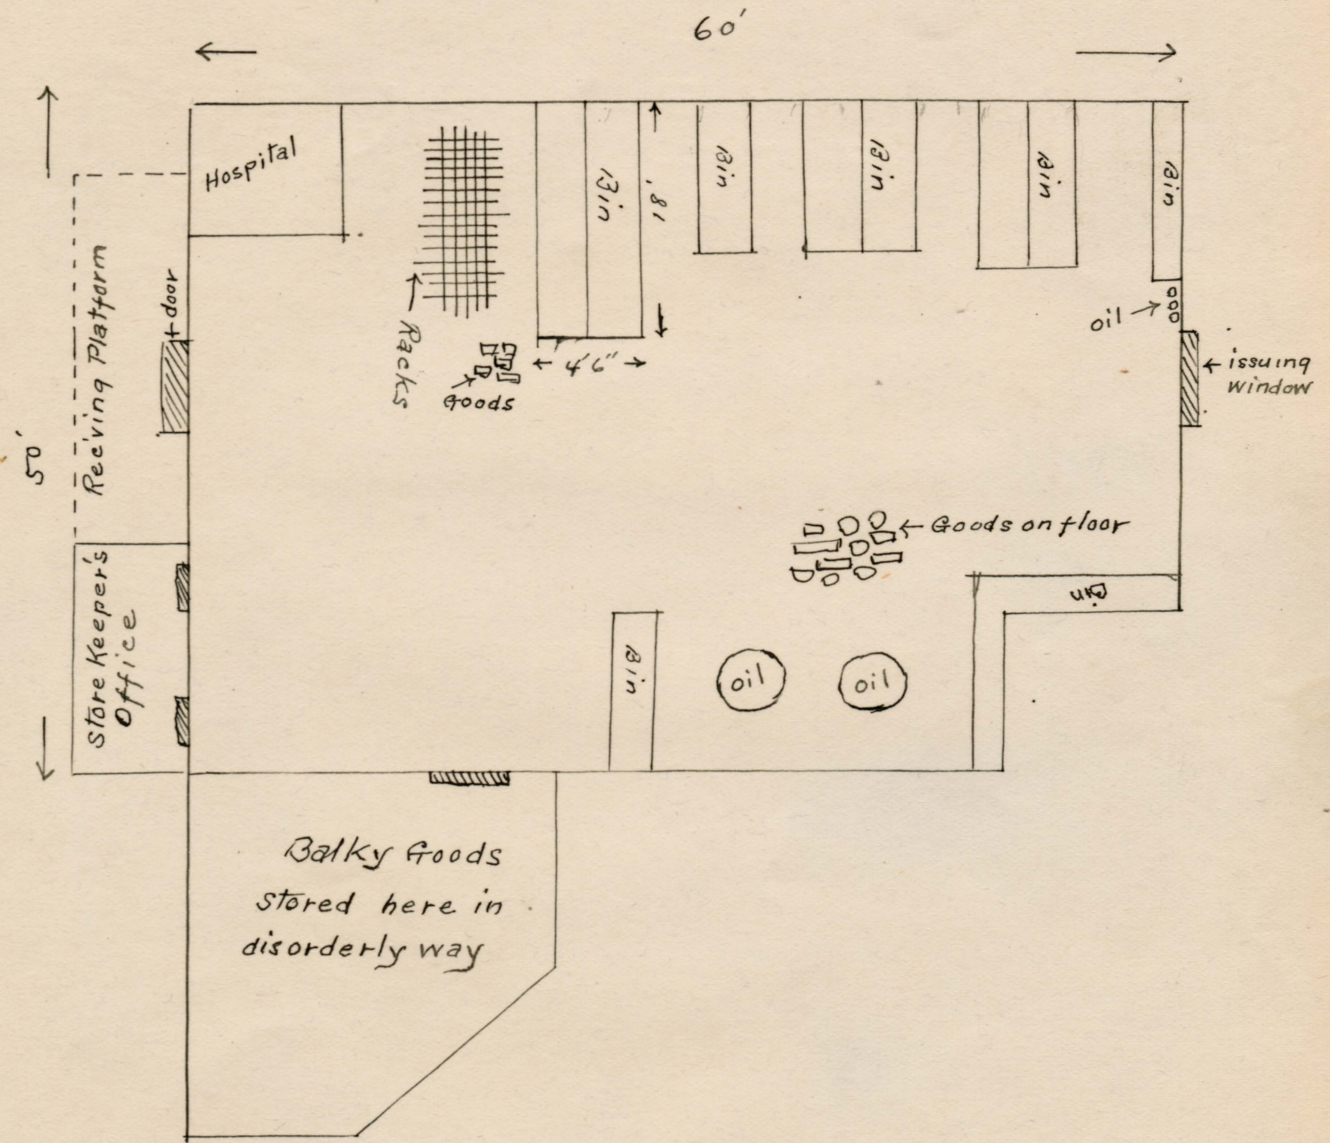 60'
Hospital
Bin
18'
Bin
Bin
Bin
Bin
door
Reciving Platform
50'
Racks
Goods
4'6"
oil
issuing
window
Goods on floor
Bin
Store Keeper's
Office
Bin
oil
oil
Balky Goods
stored here in
disorderly way